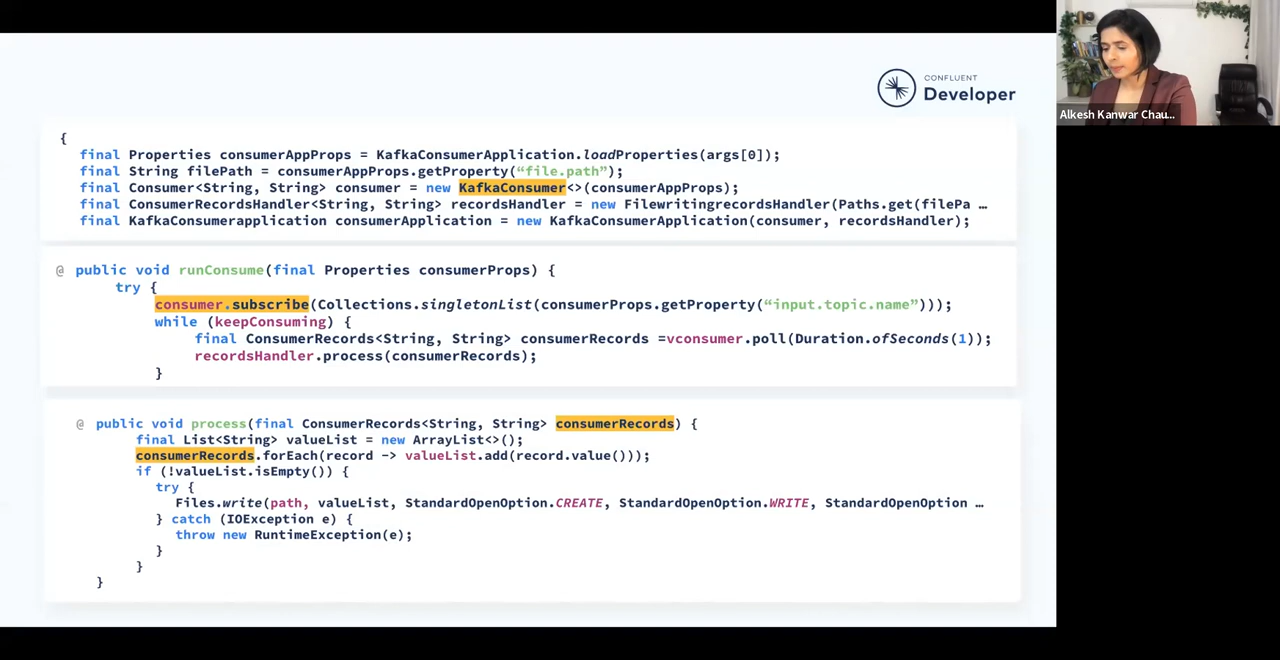 CONFLUENT
Developer
Alkesh Kanwar Chau...
{
final Properties consumerAppProps = KafkaConsumerApplication.loadProperties(args[0]);
final String filePath = consumerAppProps.getProperty(“file.path”);
final Consumer<String, String> consumer = new KafkaConsumer<>(consumerAppProps);
final ConsumerRecordsHandler<String, String> recordsHandler = new FilewritingrecordsHandler(Paths.get(filePa …
final KafkaConsumerapplication consumerApplication = new KafkaConsumerApplication(consumer, recordsHandler);
@ public void runConsume(final Properties consumerProps) {
try {
consumer.subscribe(Collections.singletonList(consumerProps.getProperty(“input.topic.name”)));
while (keepConsuming) {
final ConsumerRecords<String, String> consumerRecords =vconsumer.poll(Duration.ofSeconds(1));
recordsHandler.process(consumerRecords);
}
@ public void process(final ConsumerRecords<String, String> consumerRecords) {
final List<String> valueList = new ArrayList<>();
consumerRecords.forEach(record -> valueList.add(record.value()));
if (!valueList.isEmpty()) {
try {
Files.write(path, valueList, StandardOpenOption.CREATE, StandardOpenOption.WRITE, StandardOpenOption …
} catch (IOException e) {
throw new RuntimeException(e);
}
}
}